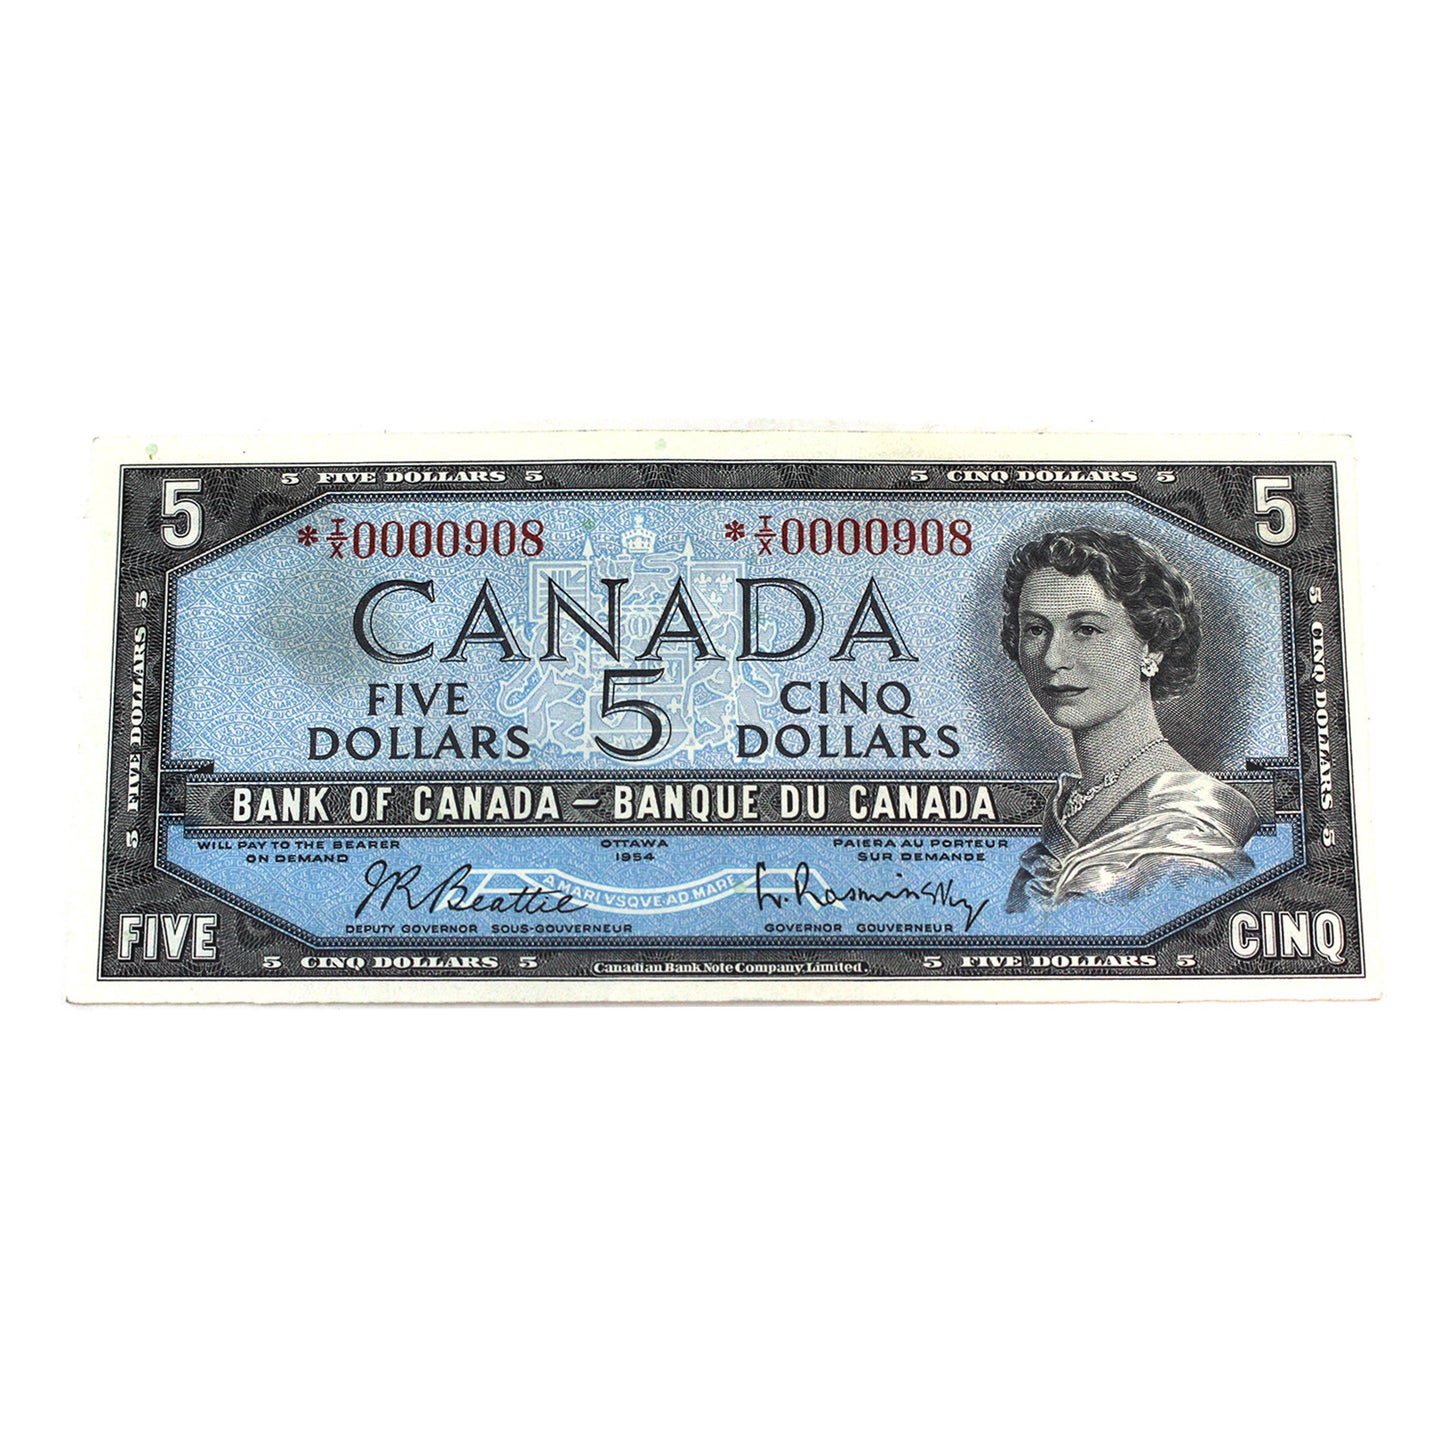 5 FIVE DOLLARS 5
5 CINQ DOLLARS 5
5
5
*I/X0000908
*I/X0000908
CANADA
FIVE DOLLARS
5
CINQ DOLLARS
5 FIVE DOLLARS 5
5 CINQ DOLLARS 5
BANK OF CANADA – BANQUE DU CANADA
WILL PAY TO THE BEARER
ON DEMAND
OTTAWA
1954
PAIERA AU PORTEUR
SUR DEMANDE
JR Beattie
A MARI VSQVE AD MARE
L. Rasminsky
DEPUTY GOVERNOR SOUS-GOUVERNEUR
GOVERNOR GOUVERNEUR
FIVE
CINQ
5 CINQ DOLLARS 5
Canadian Bank Note Company, Limited.
5 FIVE DOLLARS 5